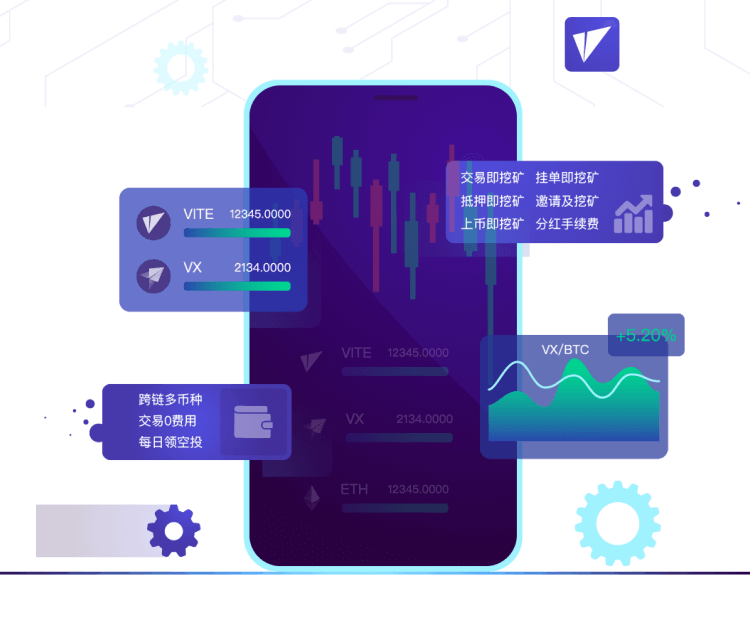 交易即挖矿 挂单即挖矿
抵押即挖矿 邀请及挖矿
上币即挖矿 分红手续费
VITE 12345.0000
VX 2134.0000
+5.20%
VX/BTC
VITE 12345.0000
VX 2134.0000
ETH 12345.0000
跨链多币种
交易0费用
每日领空投